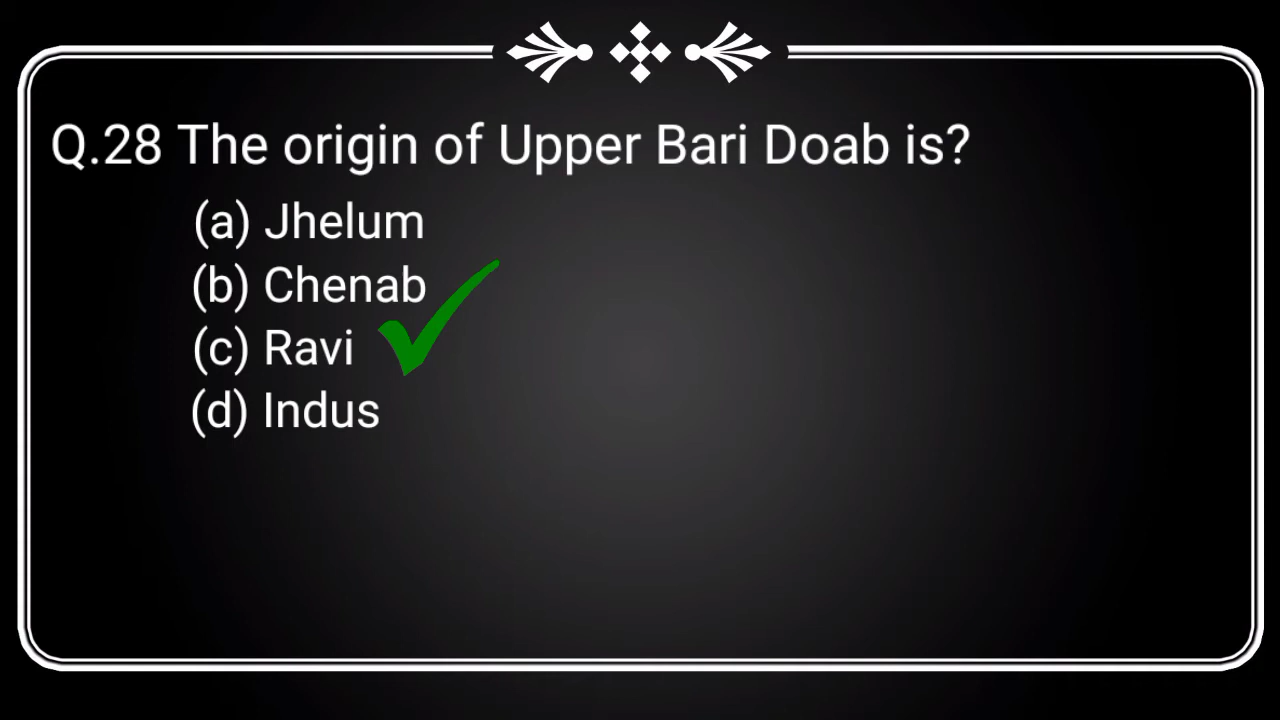 Q.28 The origin of Upper Bari Doab is?
(a) Jhelum
(b) Chenab
(c) Ravi
(d) Indus